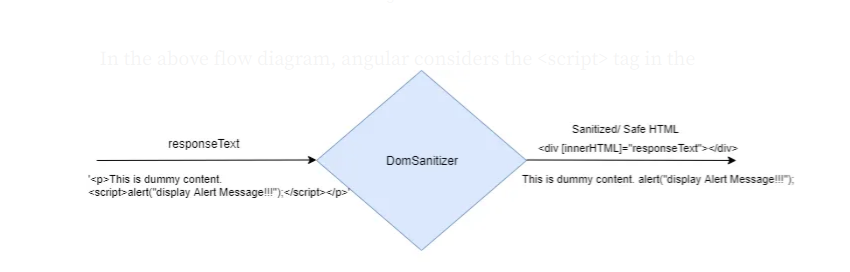 In the above flow diagram, angular considers the <script> tag in the
Sanitized/ Safe HTML
responseText
<div [innerHTML]="responseText"></div>
DomSanitizer
'<p>This is dummy content.
<script>alert("display Alert Message!!!");</script></p>'
This is dummy content. alert("display Alert Message!!!");